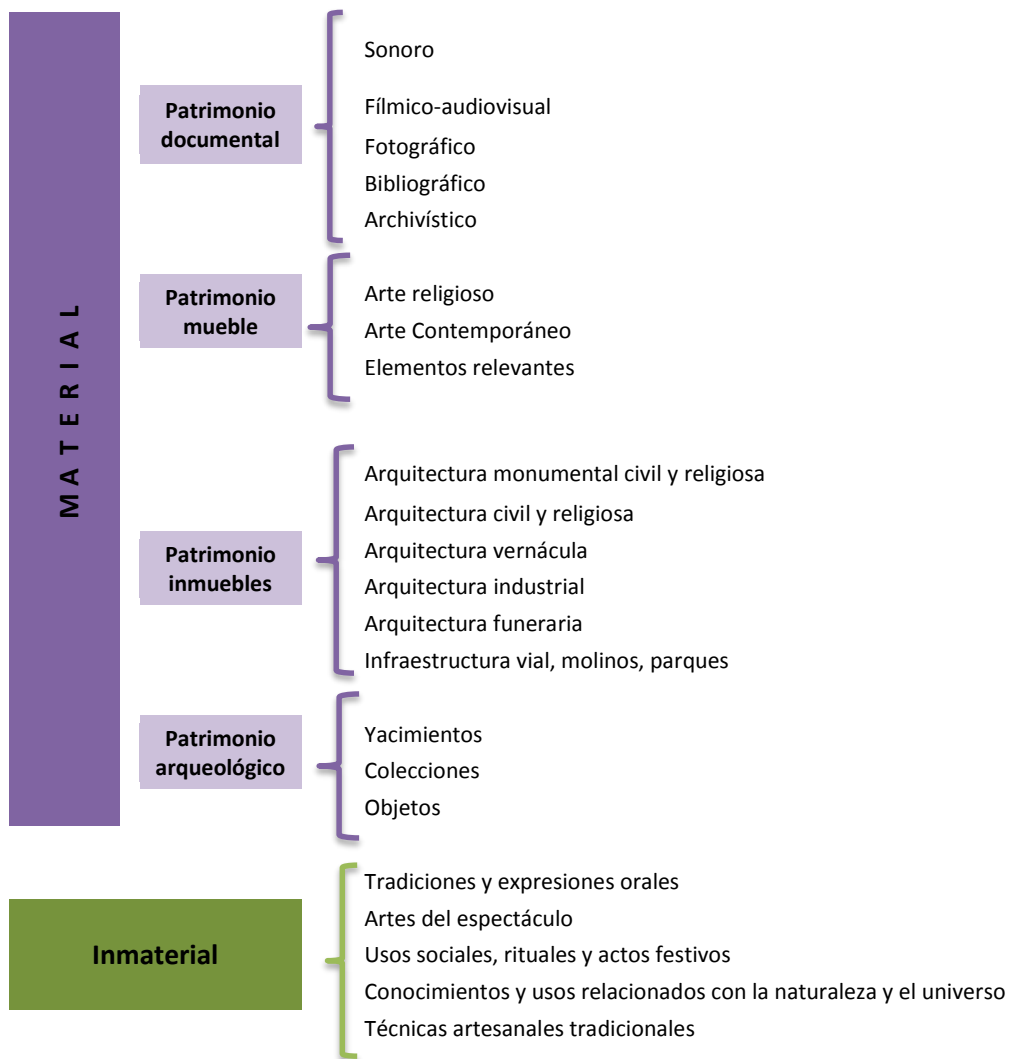 MATERIAL
Patrimonio
documental
Sonoro
Fílmico-audiovisual
Fotográfico
Bibliográfico
Archivístico
Patrimonio
mueble
Arte religioso
Arte Contemporáneo
Elementos relevantes
Patrimonio
inmuebles
Arquitectura monumental civil y religiosa
Arquitectura civil y religiosa
Arquitectura vernácula
Arquitectura industrial
Arquitectura funeraria
Infraestructura vial, molinos, parques
Patrimonio
arqueológico
Yacimientos
Colecciones
Objetos
Inmaterial
Tradiciones y expresiones orales
Artes del espectáculo
Usos sociales, rituales y actos festivos
Conocimientos y usos relacionados con la naturaleza y el universo
Técnicas artesanales tradicionales